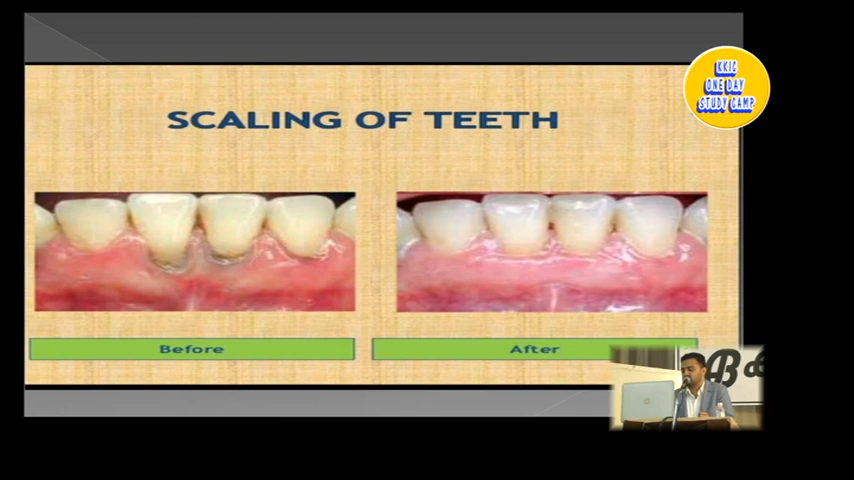 KKIC
ONE DAY
STUDY CAMP
SCALING OF TEETH
Before
After